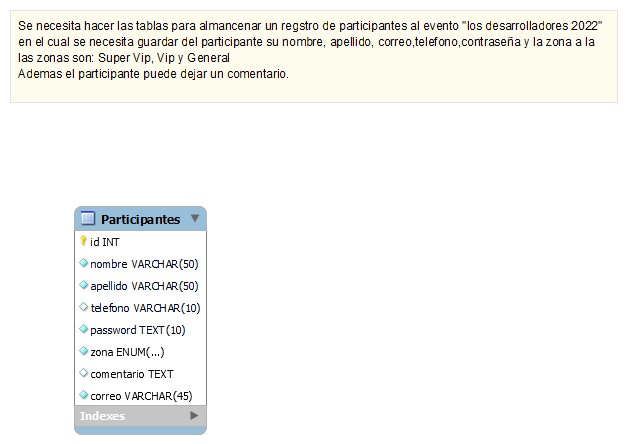 Se necesita hacer las tablas para almancenar un regstro de participantes al evento "los desarrolladores 2022"
en el cual se necesita guardar del participante su nombre, apellido, correo,telefono,contraseña y la zona a la
las zonas son: Super Vip, Vip y General
Ademas el participante puede dejar un comentario.
Participantes
id INT
nombre VARCHAR(50)
apellido VARCHAR(50)
telefono VARCHAR(10)
password TEXT(10)
zona ENUM(...)
comentario TEXT
correo VARCHAR(45)
Indexes